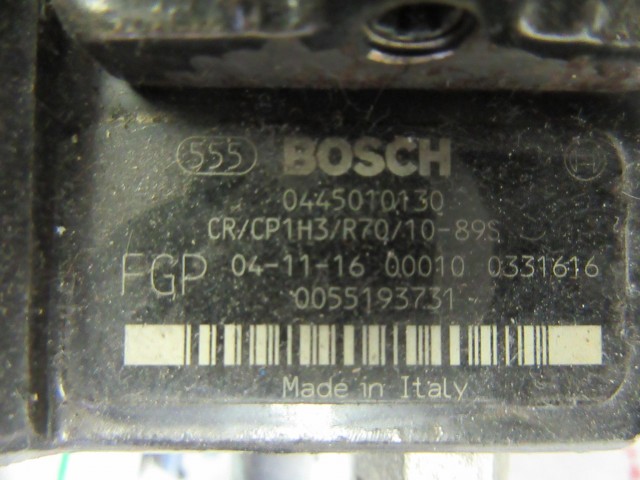 555 BOSCH H
0445010130
CR/CP1H3/R70/10-89S
FGP 04-11-16 00010 0331616
0055193731
Made in Italy